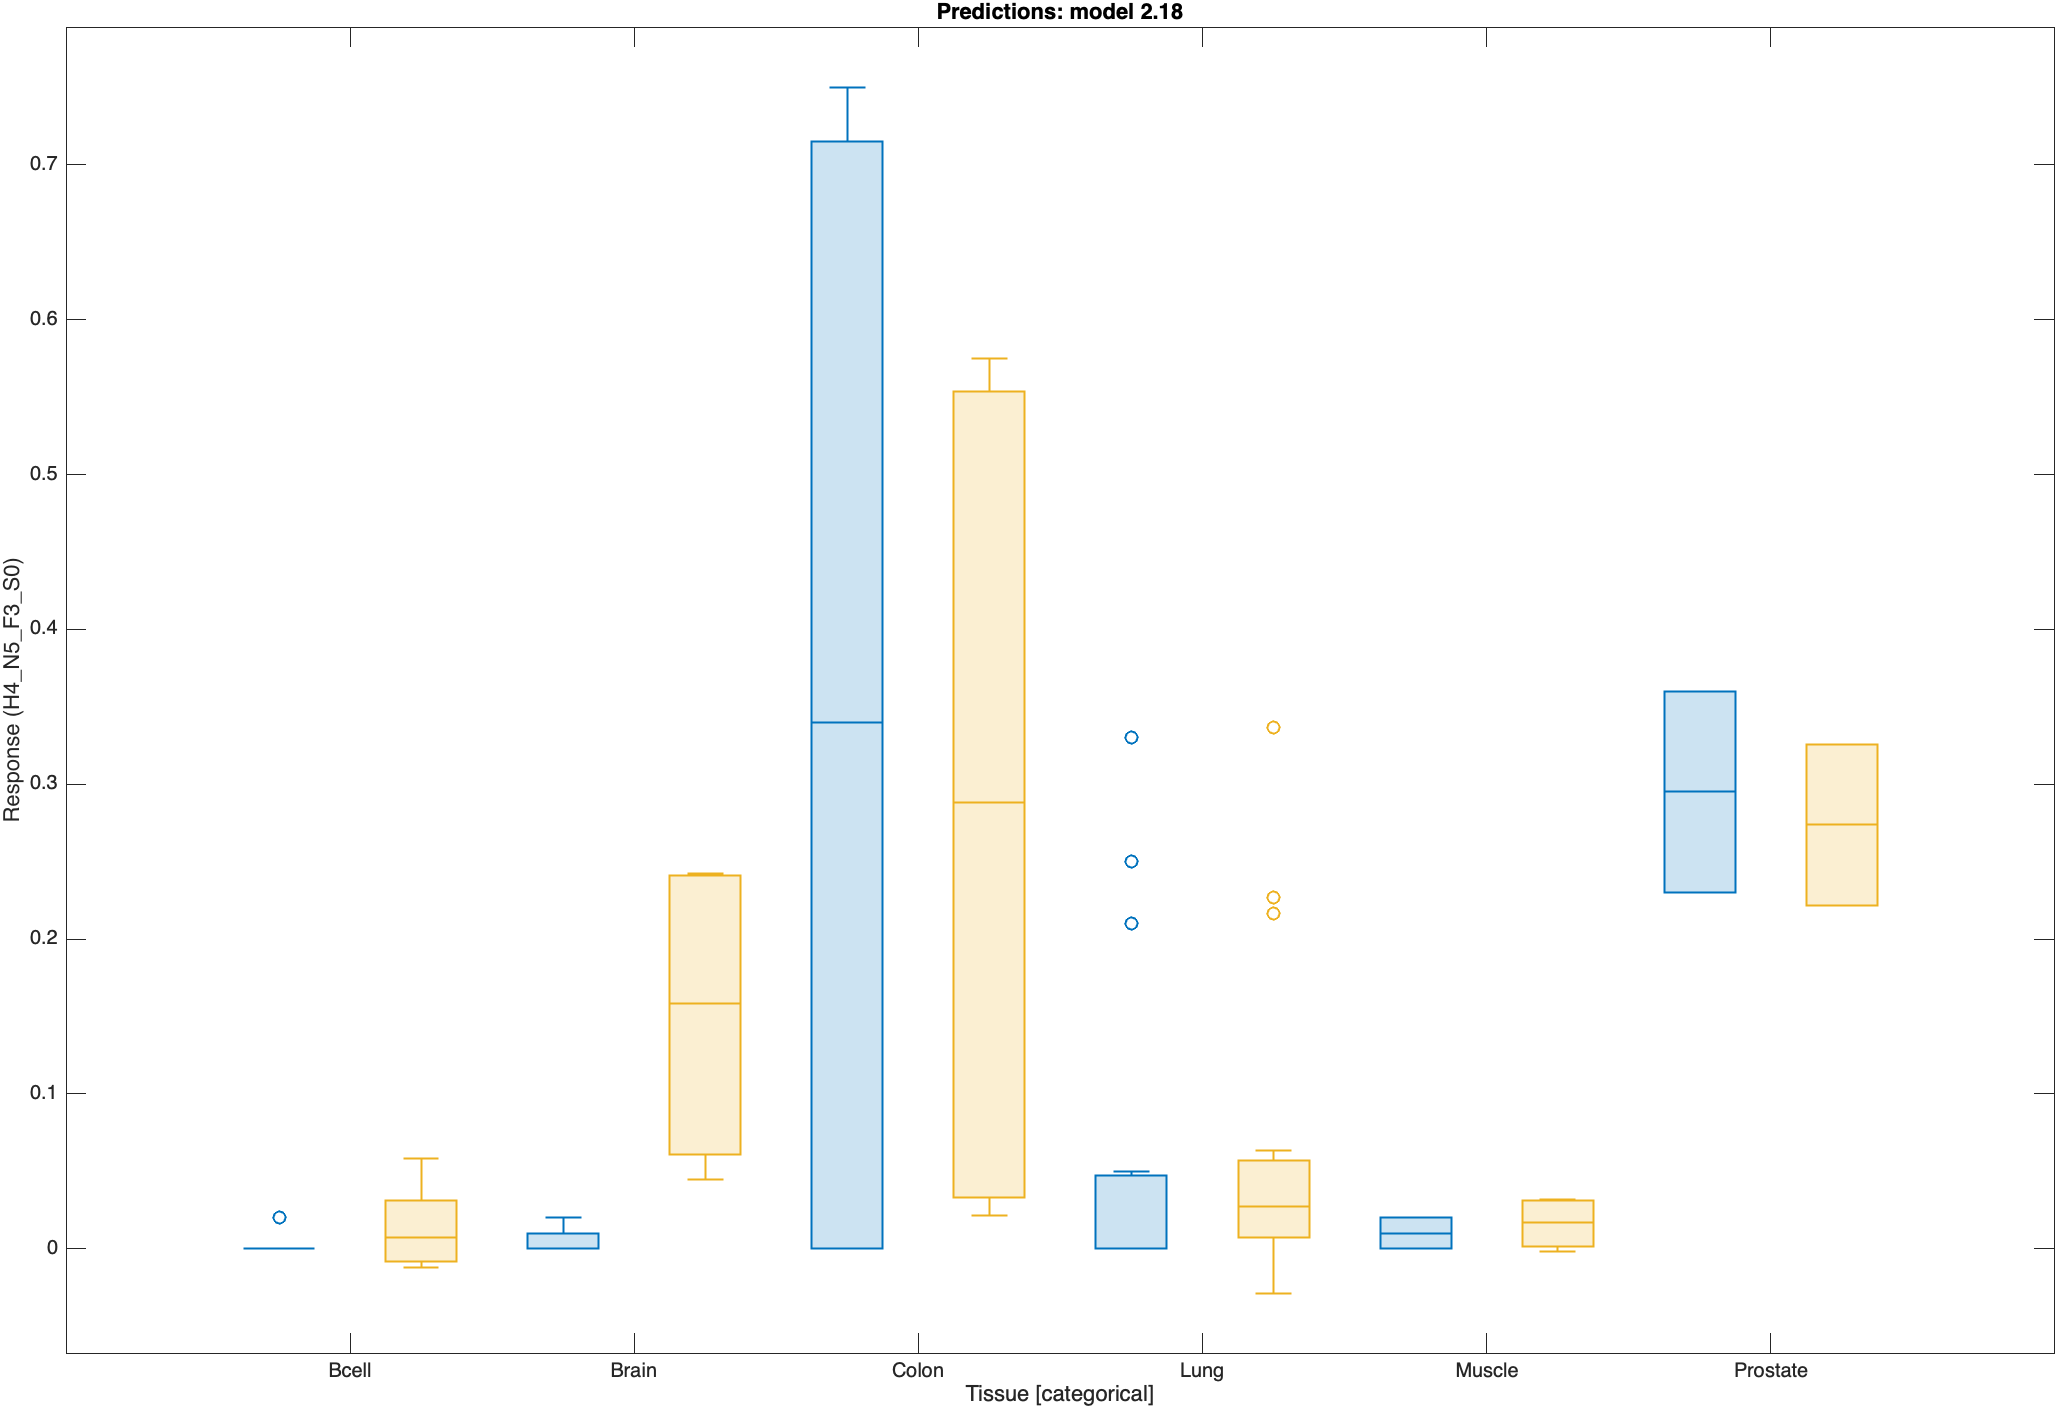 Predictions: model 2.18
Response (H4_N5_F3_S0)
0.7
0.6
0.5
0.4
0.3
0.2
0.1
0
Bcell Brain Colon Lung Muscle Prostate
Tissue [categorical]